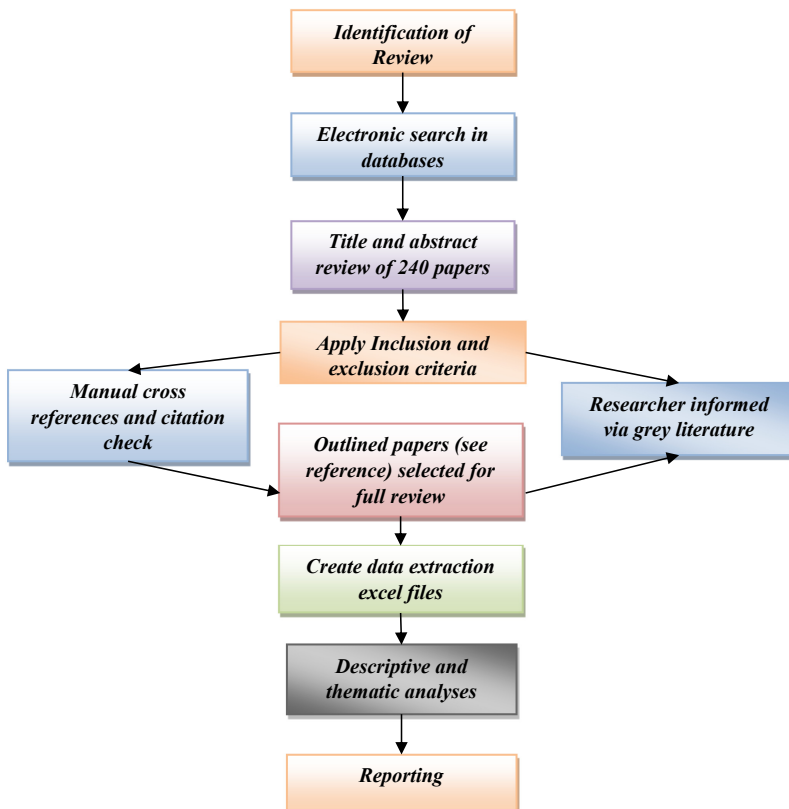 Identification of
Review
Electronic search in
databases
Title and abstract
review of 240 papers
Apply Inclusion and
exclusion criteria
Manual cross
references and citation
check
Researcher informed
via grey literature
Outlined papers (see
reference) selected for
full review
Create data extraction
excel files
Descriptive and
thematic analyses
Reporting